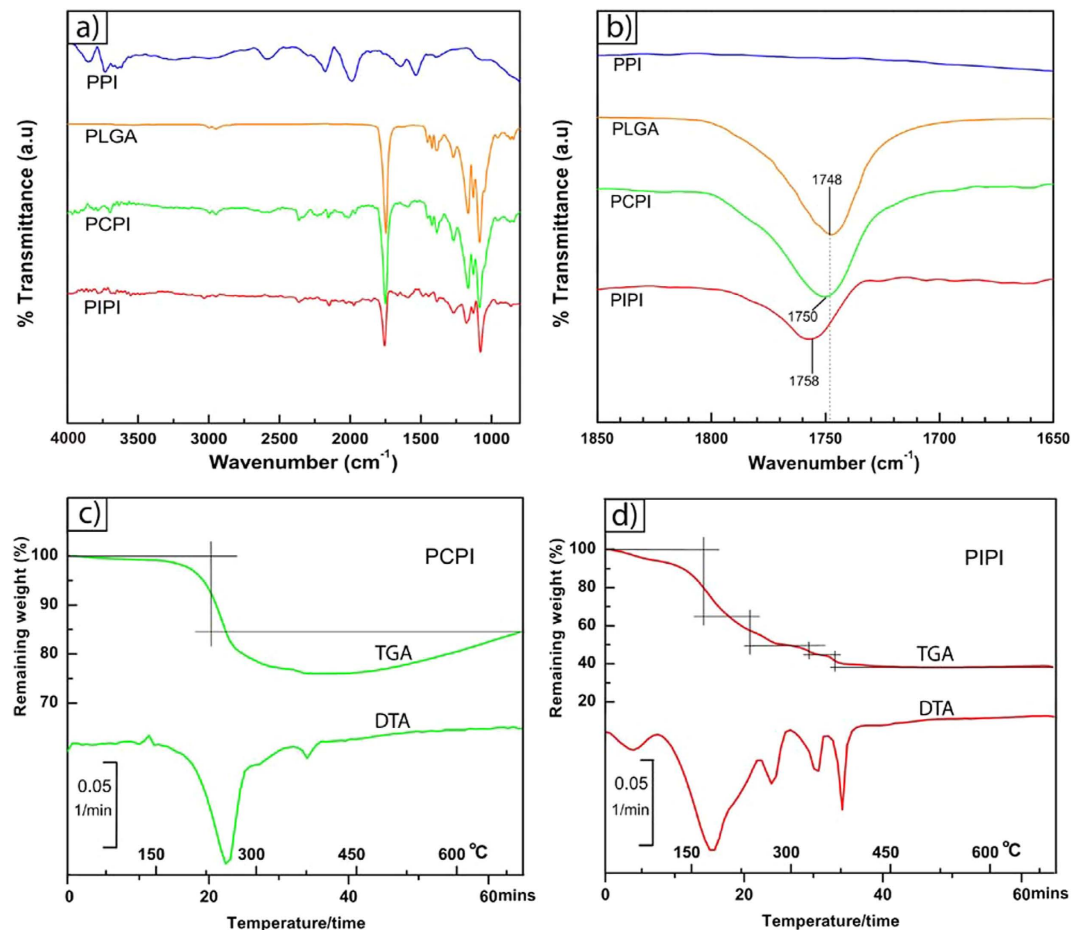 a)
PPI
PLGA
PCPI
PIPI
% Transmittance (a.u)
4000 3500 3000 2500 2000 1500 1000
Wavenumber (cm⁻¹)
b)
PPI
PLGA
1748
PCPI
1750
PIPI
1758
% Transmittance (a.u)
1850 1800 1750 1700 1650
Wavenumber (cm⁻¹)
c)
PCPI
100
90
80
70
Remaining weight (%)
TGA
DTA
0.05
1/min
150 300 450 600 °C
0 20 40 60mins
Temperature/time
d)
PIPI
100
80
60
40
20
Remaining weight (%)
TGA
DTA
0.05
1/min
150 300 450 600 °C
0 20 40 60mins
Temperature/time